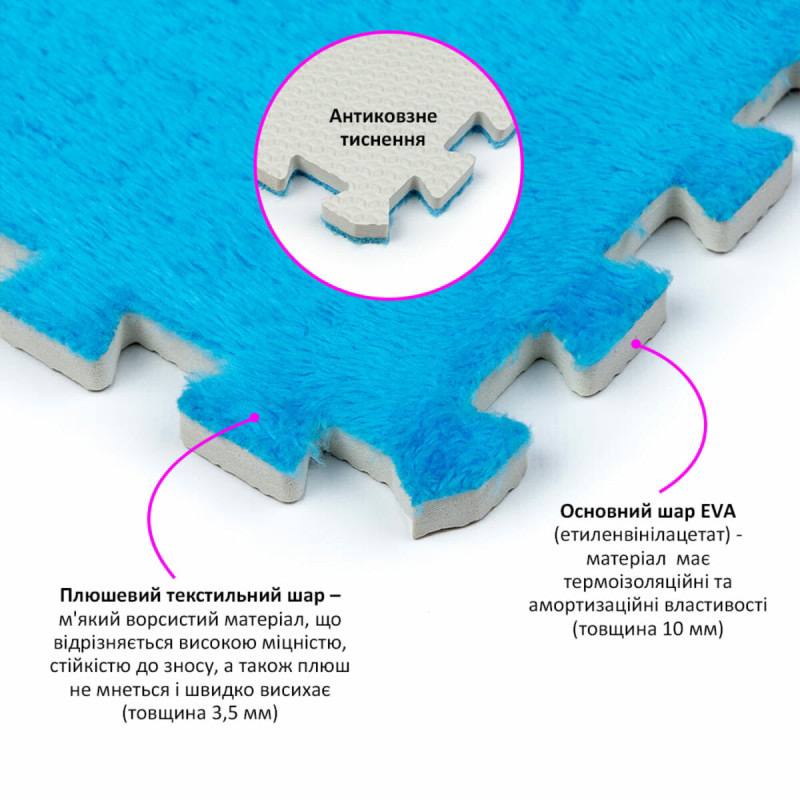 Антиковзне
тиснення
Основний шар EVA
(етиленвінілацетат) -
матеріал має
термоізоляційні та
амортизаційні властивості
(товщина 10 мм)
Плюшевий текстильний шар –
м'який ворсистий матеріал, що
відрізняється високою міцністю,
стійкістю до зносу, а також плюш
не мнеться і швидко висихає
(товщина 3,5 мм)